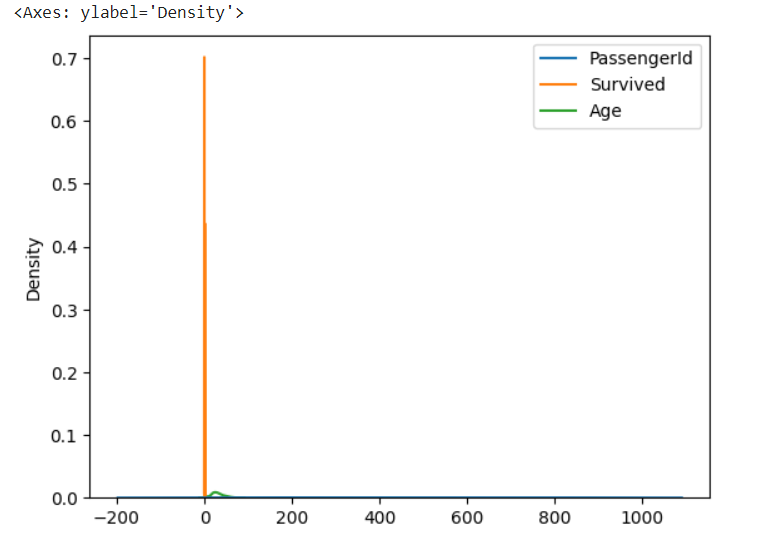 <Axes: ylabel='Density'>
PassengerId
Survived
Age
Density
0.7
0.6
0.5
0.4
0.3
0.2
0.1
0.0
−200 0 200 400 600 800 1000